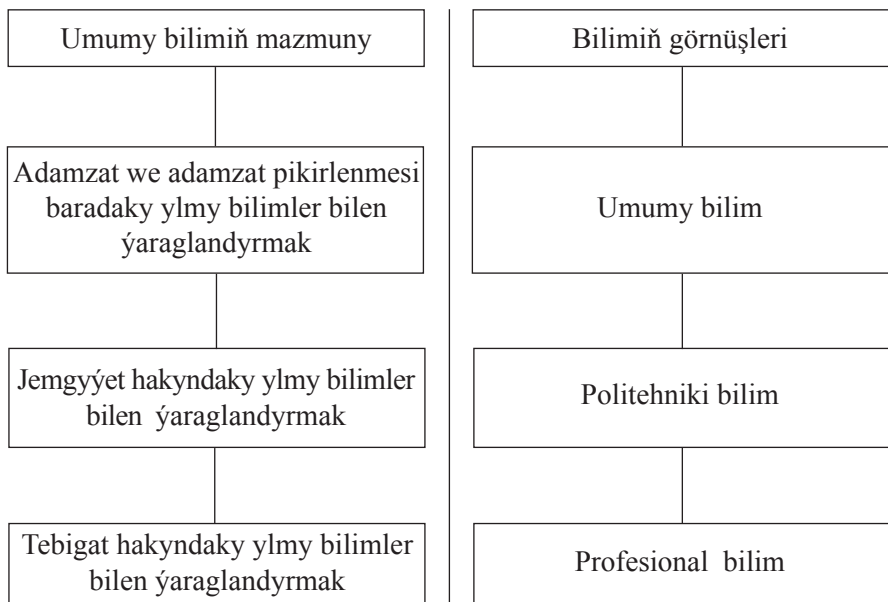 Umumy bilimiň mazmuny
Adamzat we adamzat pikirlenmesi
baradaky ylmy bilimler bilen
ýaraglandyrmak
Jemgyýet hakyndaky ylmy bilimler
bilen ýaraglandyrmak
Tebigat hakyndaky ylmy bilimler
bilen ýaraglandyrmak
Bilimiň görnüşleri
Umumy bilim
Politehniki bilim
Profesional bilim